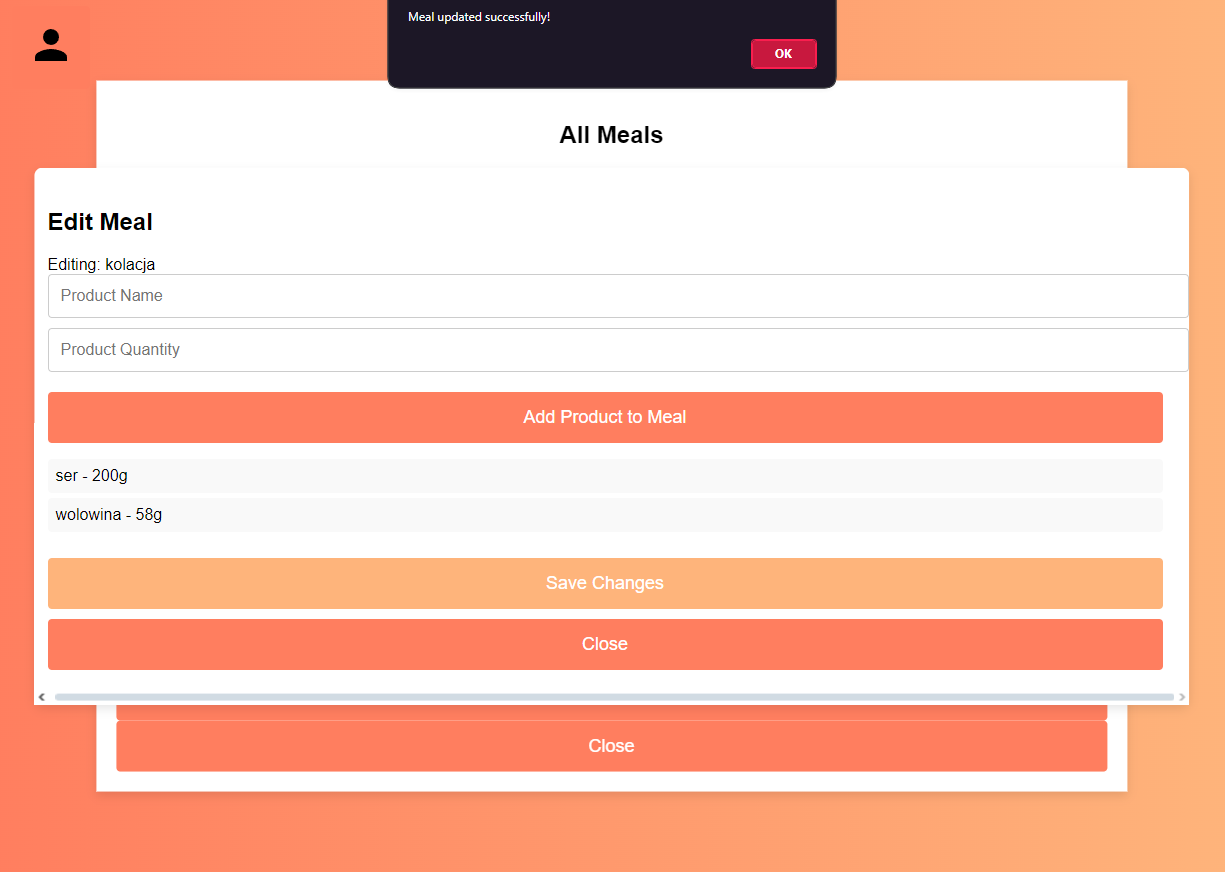 Meal updated successfully!
OK
All Meals
Edit Meal
Editing: kolacja
Product Name
Product Quantity
Add Product to Meal
ser - 200g
wolowina - 58g
Save Changes
Close
Close